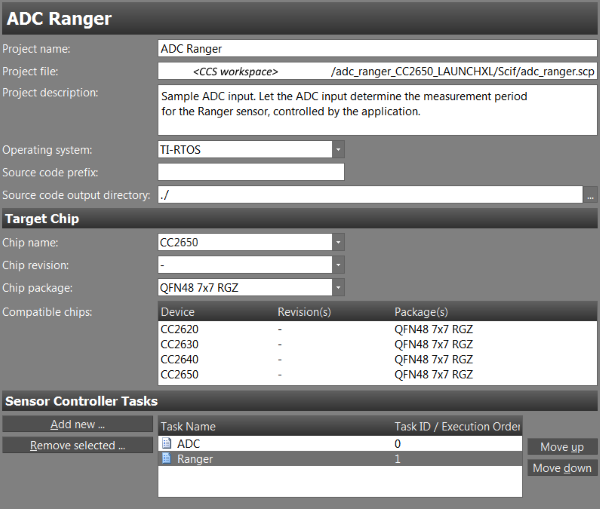 ADC Ranger
Project name: ADC Ranger
Project file: <CCS workspace> /adc_ranger_CC2650_LAUNCHXL/Scif/adc_ranger.scp
Project description: Sample ADC input. Let the ADC input determine the measurement period
for the Ranger sensor, controlled by the application.
Operating system: TI-RTOS
Source code prefix:
Source code output directory: ./ ...
Target Chip
Chip name: CC2650
Chip revision: -
Chip package: QFN48 7x7 RGZ
Compatible chips: Device Revision(s) Package(s)
CC2620 - QFN48 7x7 RGZ
CC2630 - QFN48 7x7 RGZ
CC2640 - QFN48 7x7 RGZ
CC2650 - QFN48 7x7 RGZ
Sensor Controller Tasks
Add new ... Task Name Task ID / Execution Order
Remove selected ... ADC 0 Move up
Ranger 1 Move down